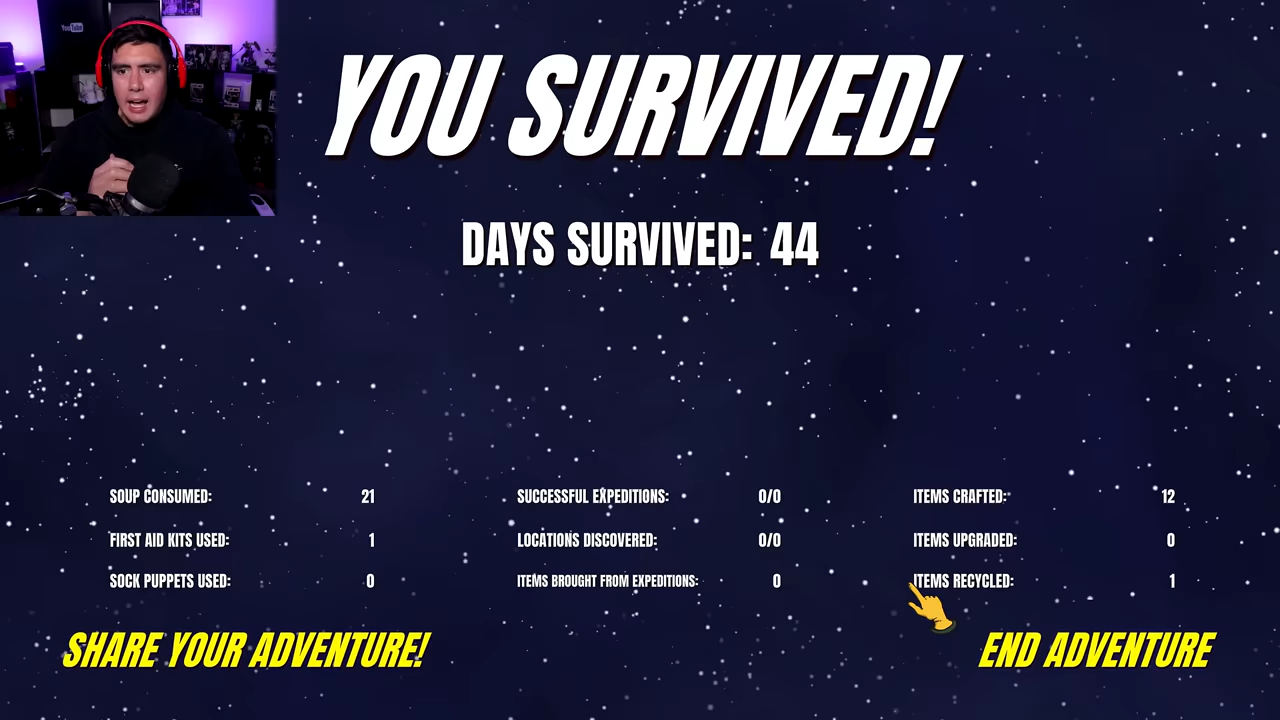 YouTube
YOU SURVIVED!
DAYS SURVIVED: 44
SOUP CONSUMED: 21
FIRST AID KITS USED: 1
SOCK PUPPETS USED: 0
SUCCESSFUL EXPEDITIONS: 0/0
LOCATIONS DISCOVERED: 0/0
ITEMS BROUGHT FROM EXPEDITIONS: 0
ITEMS CRAFTED: 12
ITEMS UPGRADED: 0
ITEMS RECYCLED: 1
SHARE YOUR ADVENTURE!
END ADVENTURE